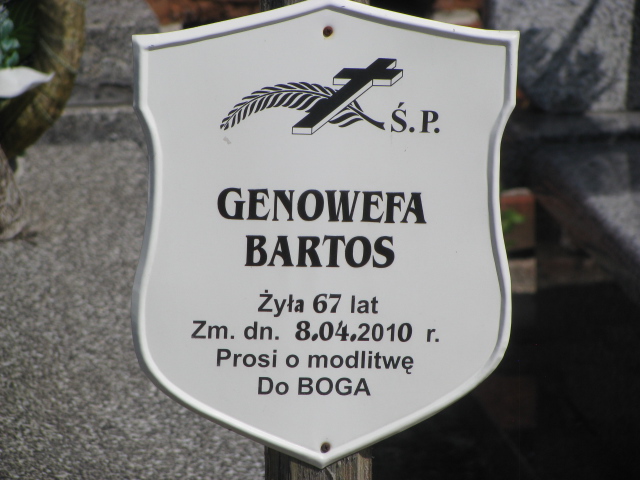 Ś.P.
GENOWEFA
BARTOS
Żyła 67 lat
Zm. dn. 8.04.2010 r.
Prosi o modlitwę
Do BOGA